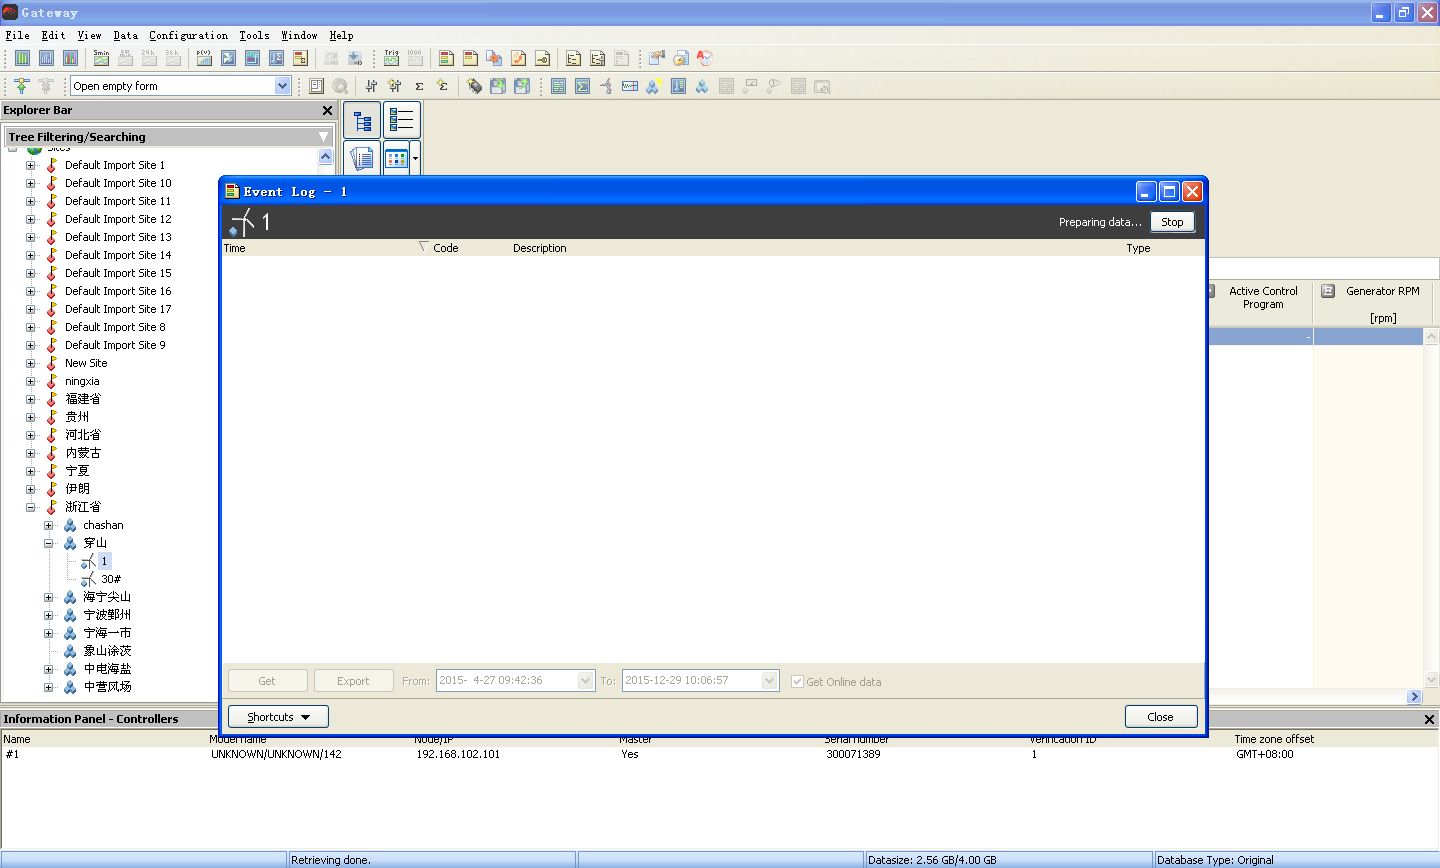 Gateway
File Edit View Data Configuration Tools Window Help
Open empty form
Explorer Bar
Tree Filtering/Searching
Sites
Default Import Site 1
Default Import Site 10
Default Import Site 11
Default Import Site 12
Default Import Site 13
Default Import Site 14
Default Import Site 15
Default Import Site 16
Default Import Site 17
Default Import Site 8
Default Import Site 9
New Site
ningxia
福建省
贵州
河北省
内蒙古
宁夏
伊朗
浙江省
chashan
穿山
1
30#
海宁尖山
宁波鄞州
宁海一市
象山涂茨
中电海盐
中营风场
Event Log - 1
1
Preparing data...
Stop
Time Code Description Type
Active Control Program
Generator RPM
[rpm]
-
Get Export From: 2015- 4-27 09:42:36 To: 2015-12-29 10:06:57 Get Online data
Shortcuts
Close
Information Panel - Controllers
Name Model name Node/IP Master Serial number Verification ID Time zone offset
#1 UNKNOWN/UNKNOWN/142 192.168.102.101 Yes 300071389 1 GMT+08:00
Retrieving done.
Datasize: 2.56 GB/4.00 GB
Database Type: Original